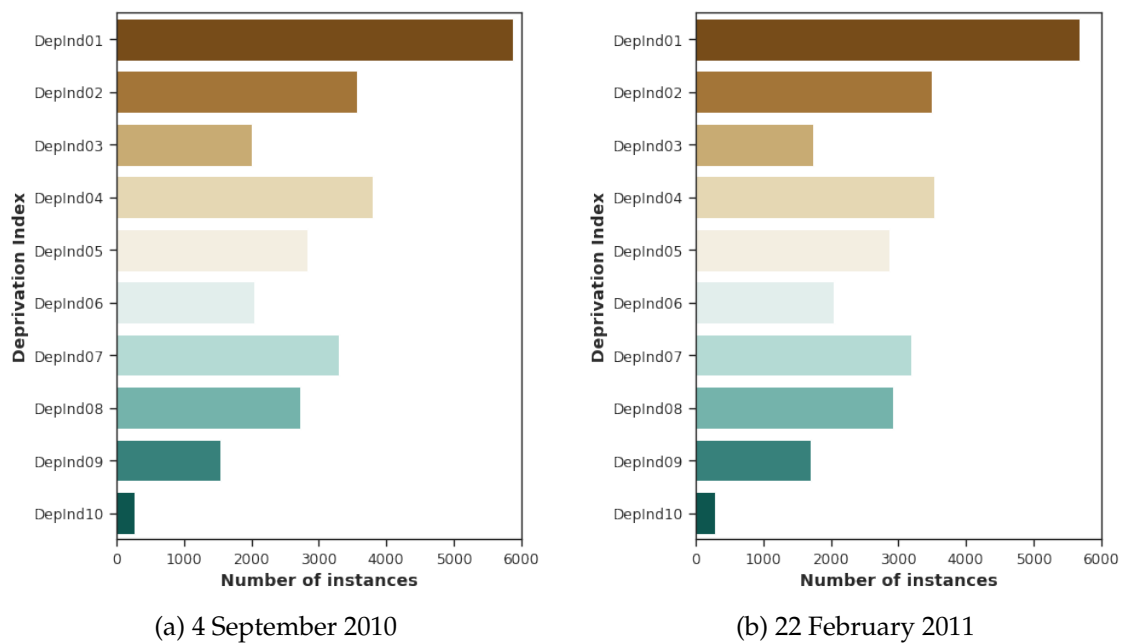 Deprivation Index
DepInd01
DepInd02
DepInd03
DepInd04
DepInd05
DepInd06
DepInd07
DepInd08
DepInd09
DepInd10
0 1000 2000 3000 4000 5000 6000
Number of instances
(a) 4 September 2010
Deprivation Index
DepInd01
DepInd02
DepInd03
DepInd04
DepInd05
DepInd06
DepInd07
DepInd08
DepInd09
DepInd10
0 1000 2000 3000 4000 5000 6000
Number of instances
(b) 22 February 2011